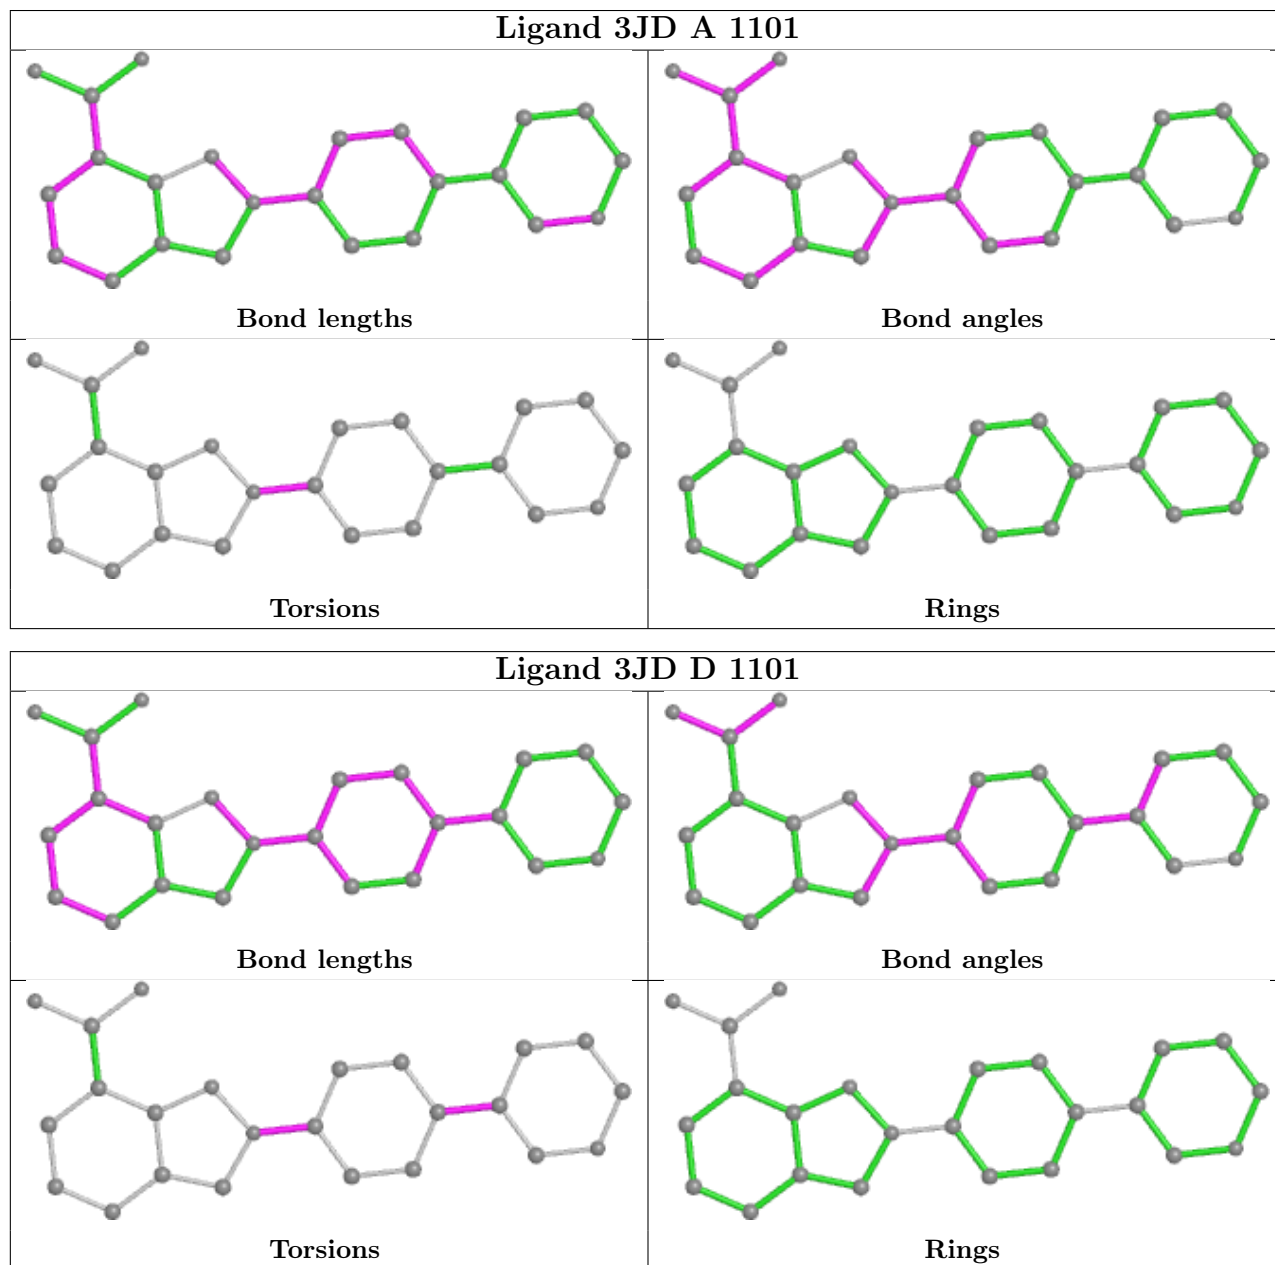 Ligand 3JD A 1101
Bond lengths
Bond angles
Torsions
Rings
Ligand 3JD D 1101
Bond lengths
Bond angles
Torsions
Rings